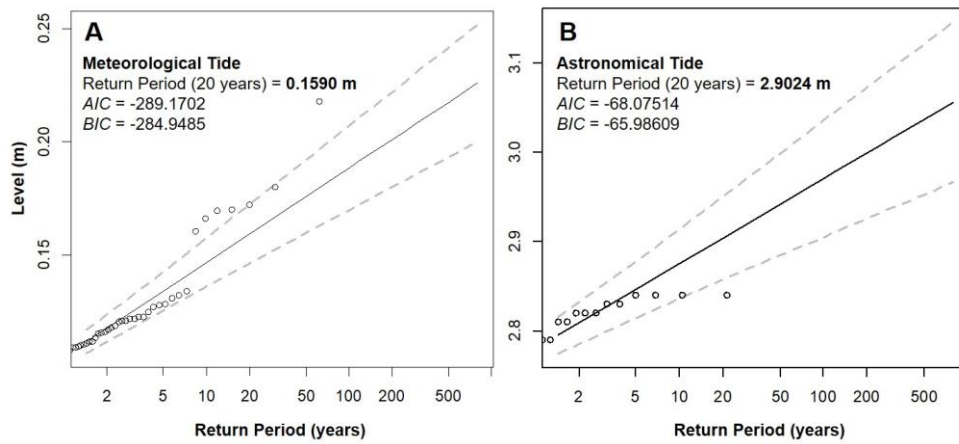 A
Meteorological Tide
Return Period (20 years) = 0.1590 m
AIC = -289.1702
BIC = -284.9485
Level (m)
0.25
0.20
0.15
2 5 10 20 50 100 200 500
Return Period (years)
B
Astronomical Tide
Return Period (20 years) = 2.9024 m
AIC = -68.07514
BIC = -65.98609
3.1
3.0
2.9
2.8
2 5 10 20 50 100 200 500
Return Period (years)